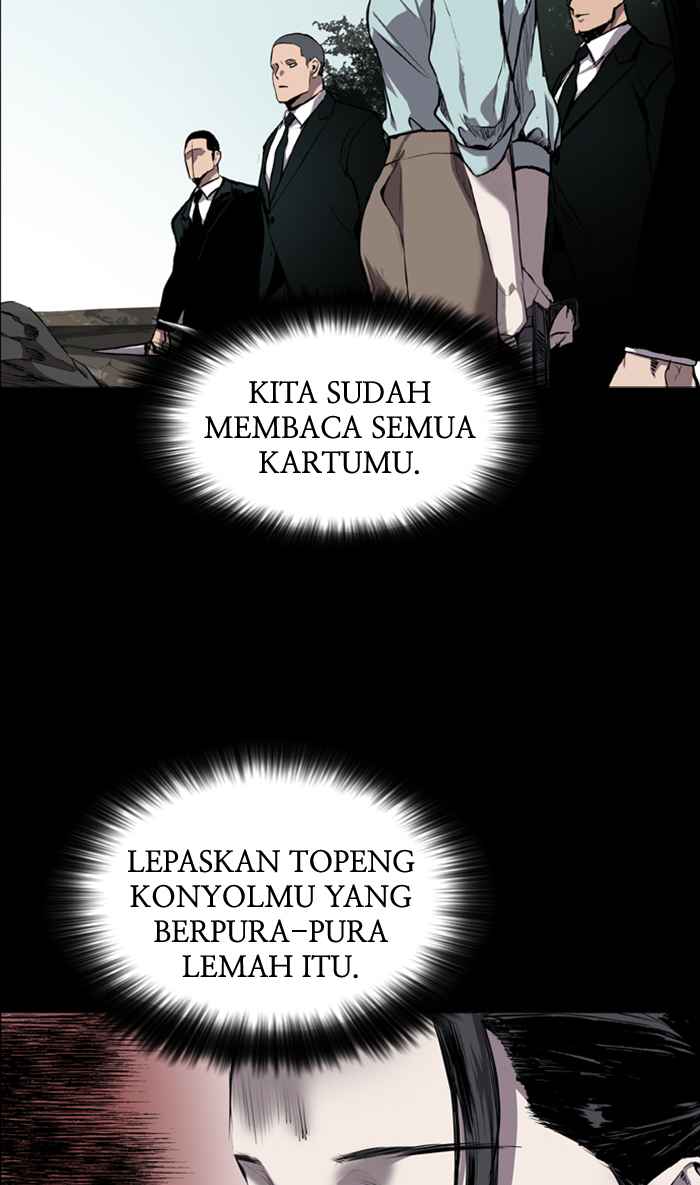 KITA SUDAH
MEMBACA SEMUA
KARTUMU.
LEPASKAN TOPENG
KONYOLMU YANG
BERPURA-PURA
LEMAH ITU.